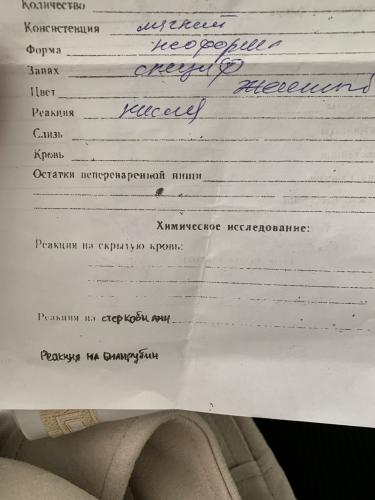 Количество
Консистенция мягкий
Форма неоформл
Запах специф
Цвет желтый
Реакция кислая
Слизь
Кровь
Остатки непереваренной пищи
Химическое исследование:
Реакция на скрытую кровь:
Реакция на стеркобилин
Реакция на билирубин